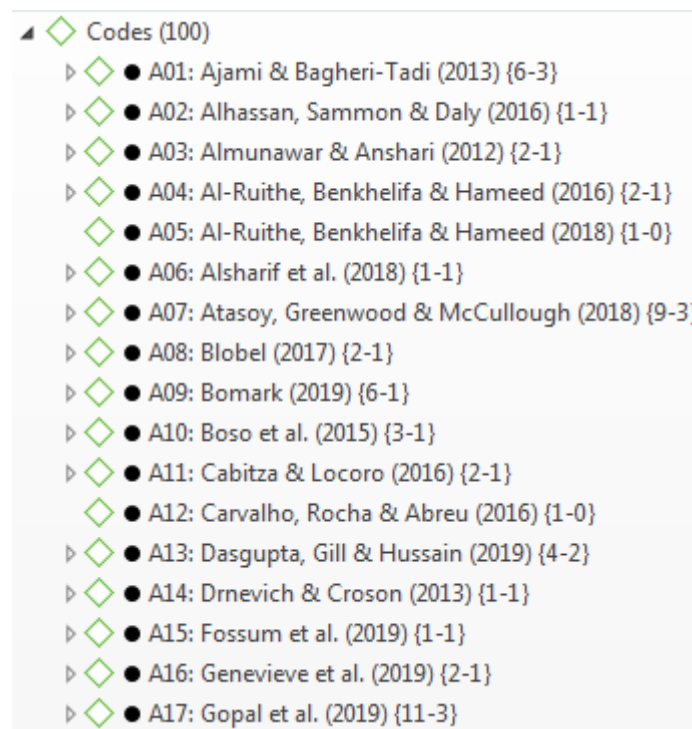 Codes (100)
A01: Ajami & Bagheri-Tadi (2013) {6-3}
A02: Alhassan, Sammon & Daly (2016) {1-1}
A03: Almunawar & Anshari (2012) {2-1}
A04: Al-Ruithe, Benkhelifa & Hameed (2016) {2-1}
A05: Al-Ruithe, Benkhelifa & Hameed (2018) {1-0}
A06: Alsharif et al. (2018) {1-1}
A07: Atasoy, Greenwood & McCullough (2018) {9-3}
A08: Blobel (2017) {2-1}
A09: Bomark (2019) {6-1}
A10: Boso et al. (2015) {3-1}
A11: Cabitza & Locoro (2016) {2-1}
A12: Carvalho, Rocha & Abreu (2016) {1-0}
A13: Dasgupta, Gill & Hussain (2019) {4-2}
A14: Drnevich & Croson (2013) {1-1}
A15: Fossum et al. (2019) {1-1}
A16: Genevieve et al. (2019) {2-1}
A17: Gopal et al. (2019) {11-3}